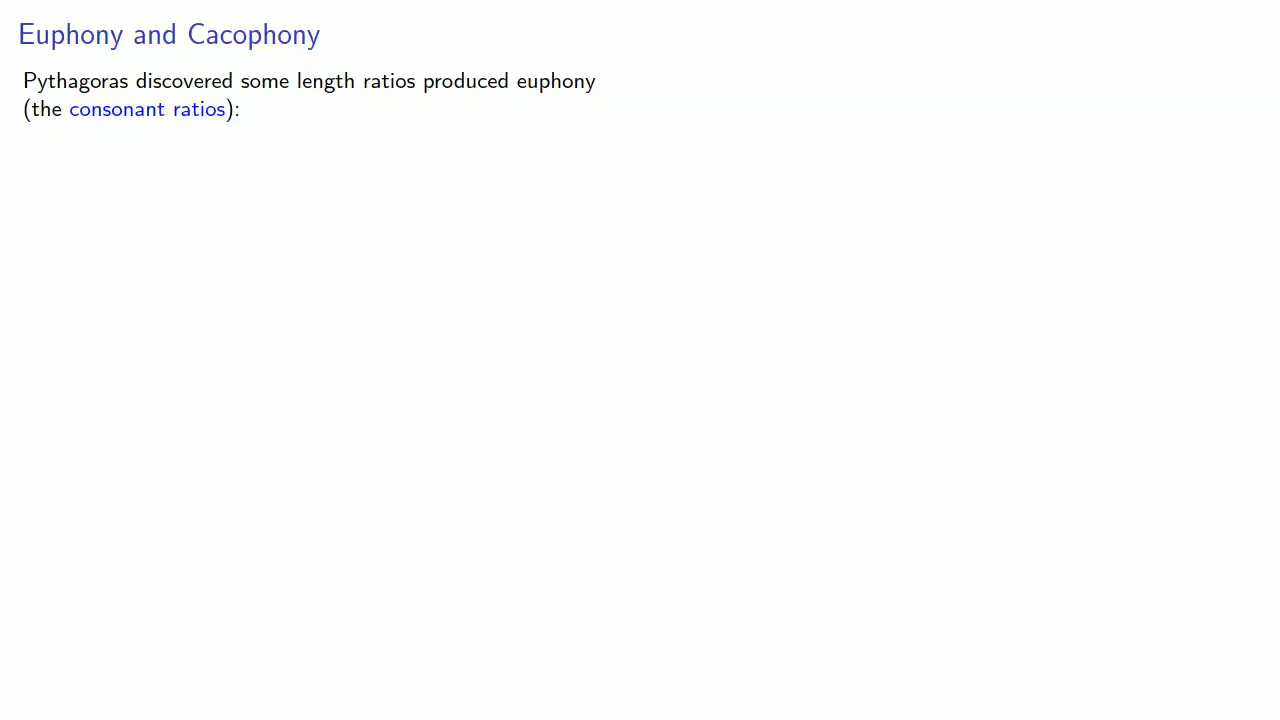 Euphony and Cacophony
Pythagoras discovered some length ratios produced euphony
(the consonant ratios):